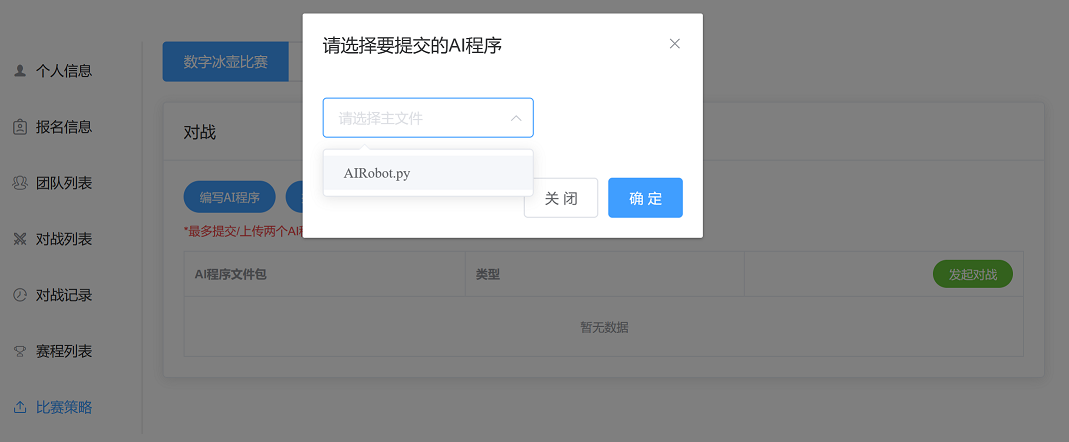 请选择要提交的AI程序
请选择主文件
AIRobot.py
关 闭
确 定
个人信息
报名信息
团队列表
对战列表
对战记录
赛程列表
比赛策略
数字冰壶比赛
对战
编写AI程序
*最多提交/上传两个AI
AI程序文件包
类型
发起对战
暂无数据